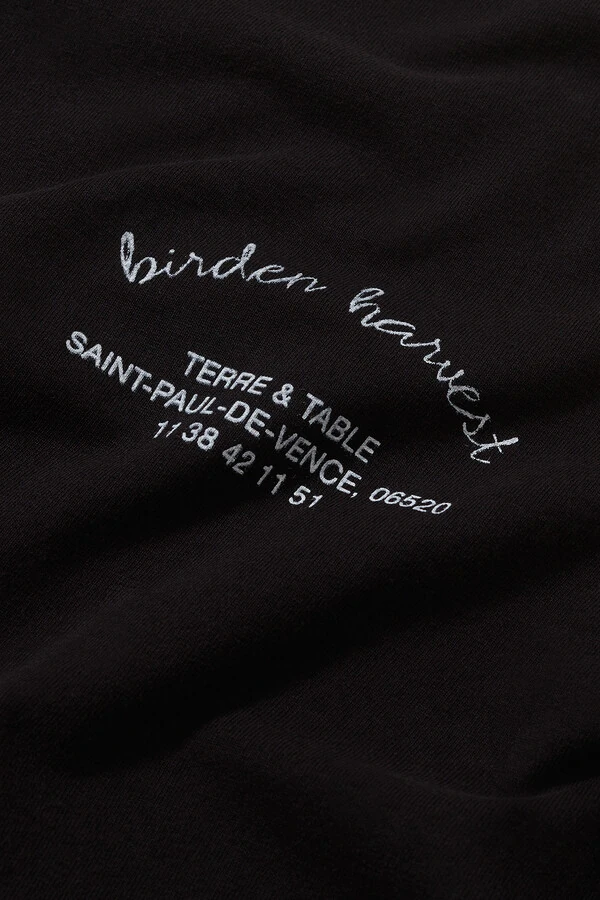 birden harvest
TERRE & TABLE
SAINT-PAUL-DE-VENCE, 06520
11 38 42 11 51